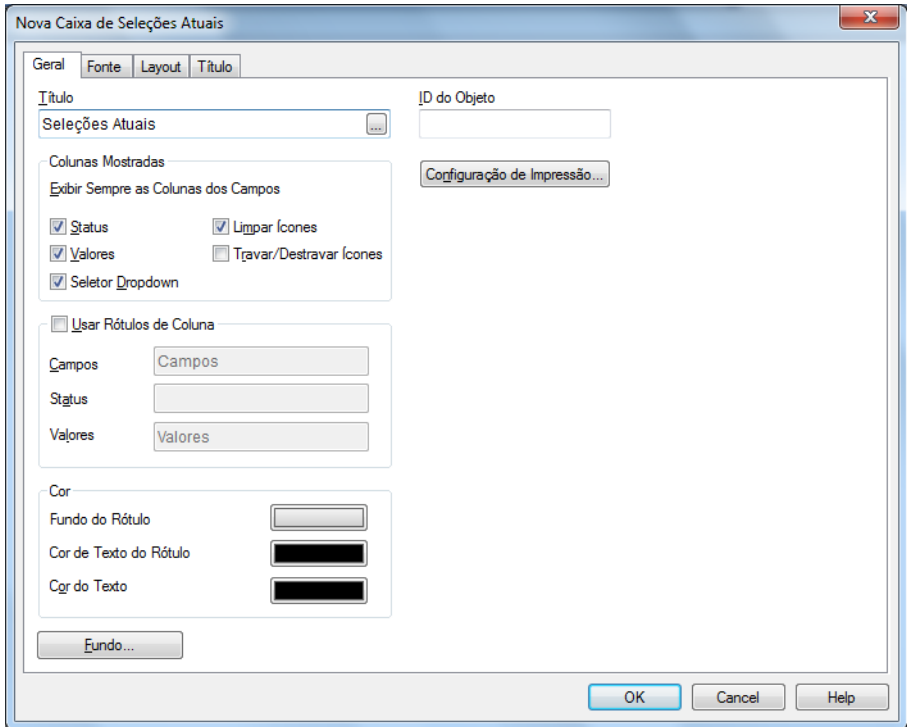 Nova Caixa de Seleções Atuais
Geral Fonte Layout Título
Título ID do Objeto
Seleções Atuais ...
Colunas Mostradas
Configuração de Impressão...
Exibir Sempre as Colunas dos Campos
Status Limpar Ícones
Valores Travar/Destravar Ícones
Seletor Dropdown
Usar Rótulos de Coluna
Campos Campos
Status
Valores Valores
Cor
Fundo do Rótulo
Cor de Texto do Rótulo
Cor do Texto
Fundo...
OK Cancel Help